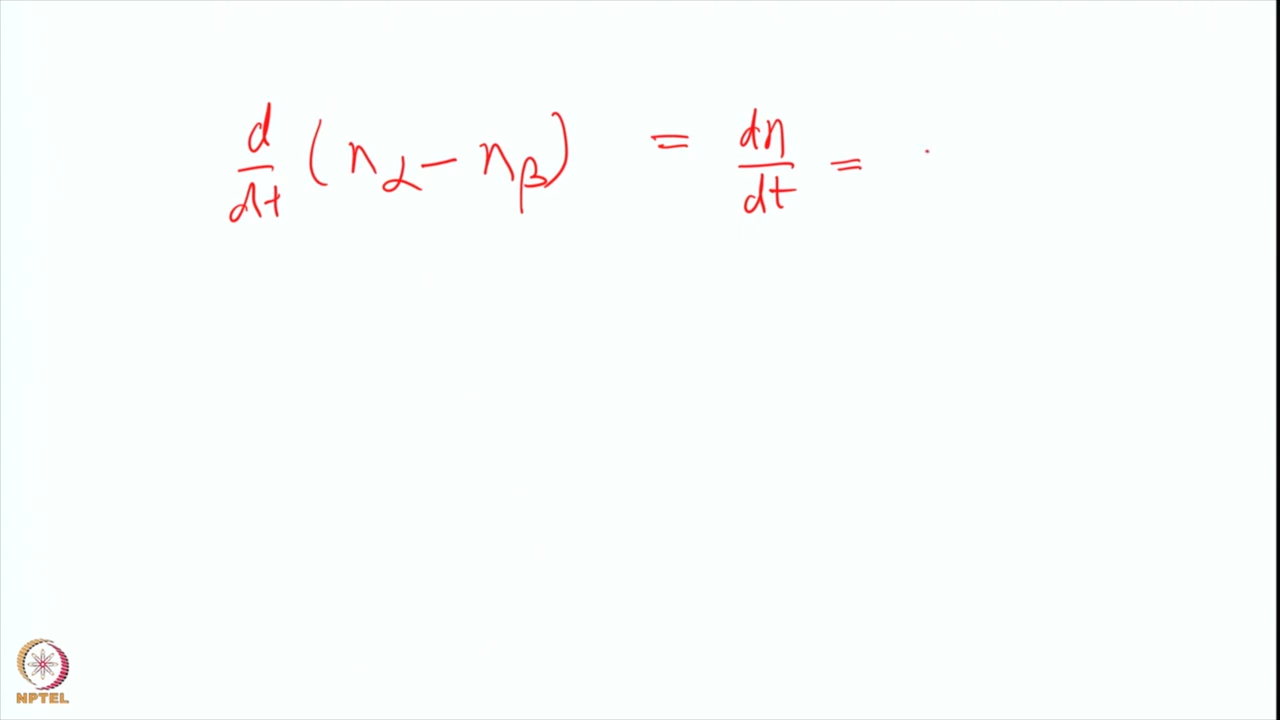 d/dt (n_α − n_β) = dn/dt =
NPTEL